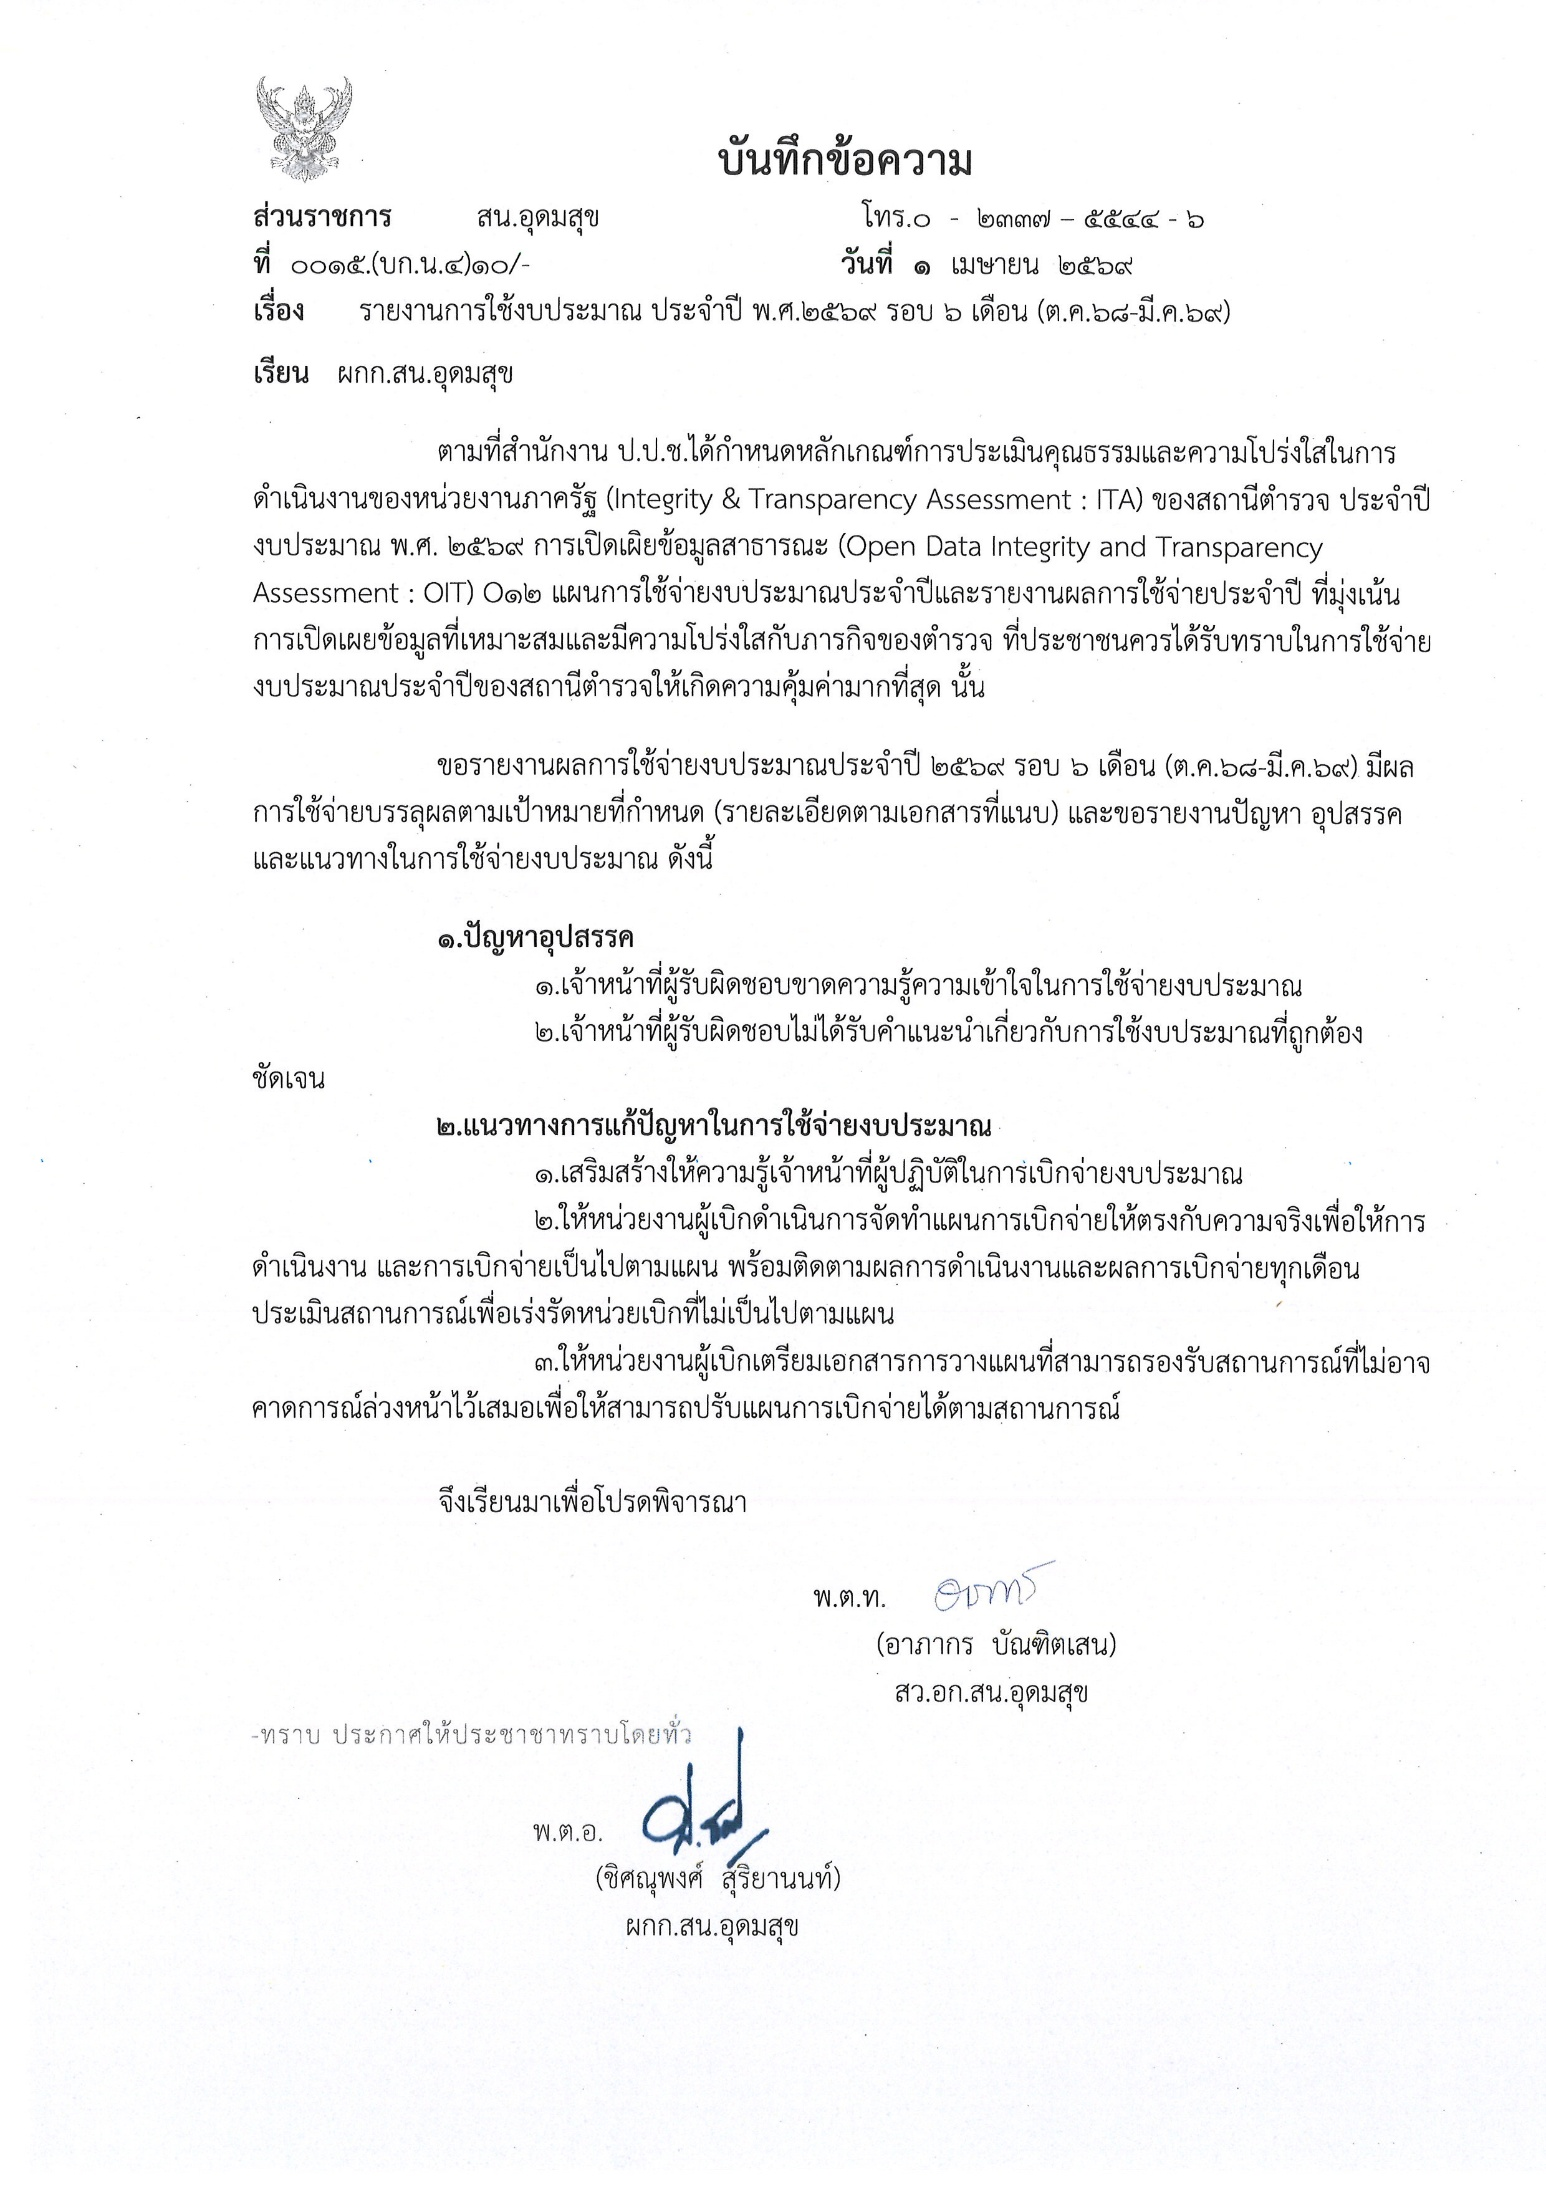 บันทึกข้อความ
ส่วนราชการ สน.อุดมสุข โทร.๐ - ๒๓๓๗ – ๕๕๔๔ - ๖
ที่ ๐๐๑๕.(บก.น.๔)๑๐/- วันที่ ๑ เมษายน ๒๕๖๙
เรื่อง รายงานการใช้งบประมาณ ประจำปี พ.ศ.๒๕๖๙ รอบ ๖ เดือน (ต.ค.๖๘-มี.ค.๖๙)
เรียน ผกก.สน.อุดมสุข
ตามที่สำนักงาน ป.ป.ช.ได้กำหนดหลักเกณฑ์การประเมินคุณธรรมและความโปร่งใสในการ
ดำเนินงานของหน่วยงานภาครัฐ (Integrity & Transparency Assessment : ITA) ของสถานีตำรวจ ประจำปี
งบประมาณ พ.ศ. ๒๕๖๙ การเปิดเผิยข้อมูลสาธารณะ (Open Data Integrity and Transparency
Assessment : OIT) O๑๒ แผนการใช้จ่ายงบประมาณประจำปีและรายงานผลการใช้จ่ายประจำปี ที่มุ่งเน้น
การเปิดเผยข้อมูลที่เหมาะสมและมีความโปร่งใสกับภารกิจของตำรวจ ที่ประชาชนควรได้รับทราบในการใช้จ่าย
งบประมาณประจำปีของสถานีตำรวจให้เกิดความคุ้มค่ามากที่สุด นั้น
ขอรายงานผลการใช้จ่ายงบประมาณประจำปี ๒๕๖๙ รอบ ๖ เดือน (ต.ค.๖๘-มี.ค.๖๙) มีผล
การใช้จ่ายบรรลุผลตามเป้าหมายที่กำหนด (รายละเอียดตามเอกสารที่แนบ) และขอรายงานปัญหา อุปสรรค
และแนวทางในการใช้จ่ายงบประมาณ ดังนี้
๑.ปัญหาอุปสรรค
๑.เจ้าหน้าที่ผู้รับผิดชอบขาดความรู้ความเข้าใจในการใช้จ่ายงบประมาณ
๒.เจ้าหน้าที่ผู้รับผิดชอบไม่ได้รับคำแนะนำเกี่ยวกับการใช้งบประมาณที่ถูกต้อง
ชัดเจน
๒.แนวทางการแก้ปัญหาในการใช้จ่ายงบประมาณ
๑.เสริมสร้างให้ความรู้เจ้าหน้าที่ผู้ปฏิบัติในการเบิกจ่ายงบประมาณ
๒.ให้หน่วยงานผู้เบิกดำเนินการจัดทำแผนการเบิกจ่ายให้ตรงกับความจริงเพื่อให้การ
ดำเนินงาน และการเบิกจ่ายเป็นไปตามแผน พร้อมติดตามผลการดำเนินงานและผลการเบิกจ่ายทุกเดือน
ประเมินสถานการณ์เพื่อเร่งรัดหน่วยเบิกที่ไม่เป็นไปตามแผน
๓.ให้หน่วยงานผู้เบิกเตรียมเอกสารการวางแผนที่สามารถรองรับสถานการณ์ที่ไม่อาจ
คาดการณ์ล่วงหน้าไว้เสมอเพื่อให้สามารถปรับแผนการเบิกจ่ายได้ตามสถานการณ์
จึงเรียนมาเพื่อโปรดพิจารณา
พ.ต.ท.
(อาภากร บัณฑิตเสน)
สว.อก.สน.อุดมสุข
-ทราบ ประกาศให้ประชาชาทราบโดยทั่ว
พ.ต.อ.
(ชิศณุพงศ์ สุริยานนท์)
ผกก.สน.อุดมสุข